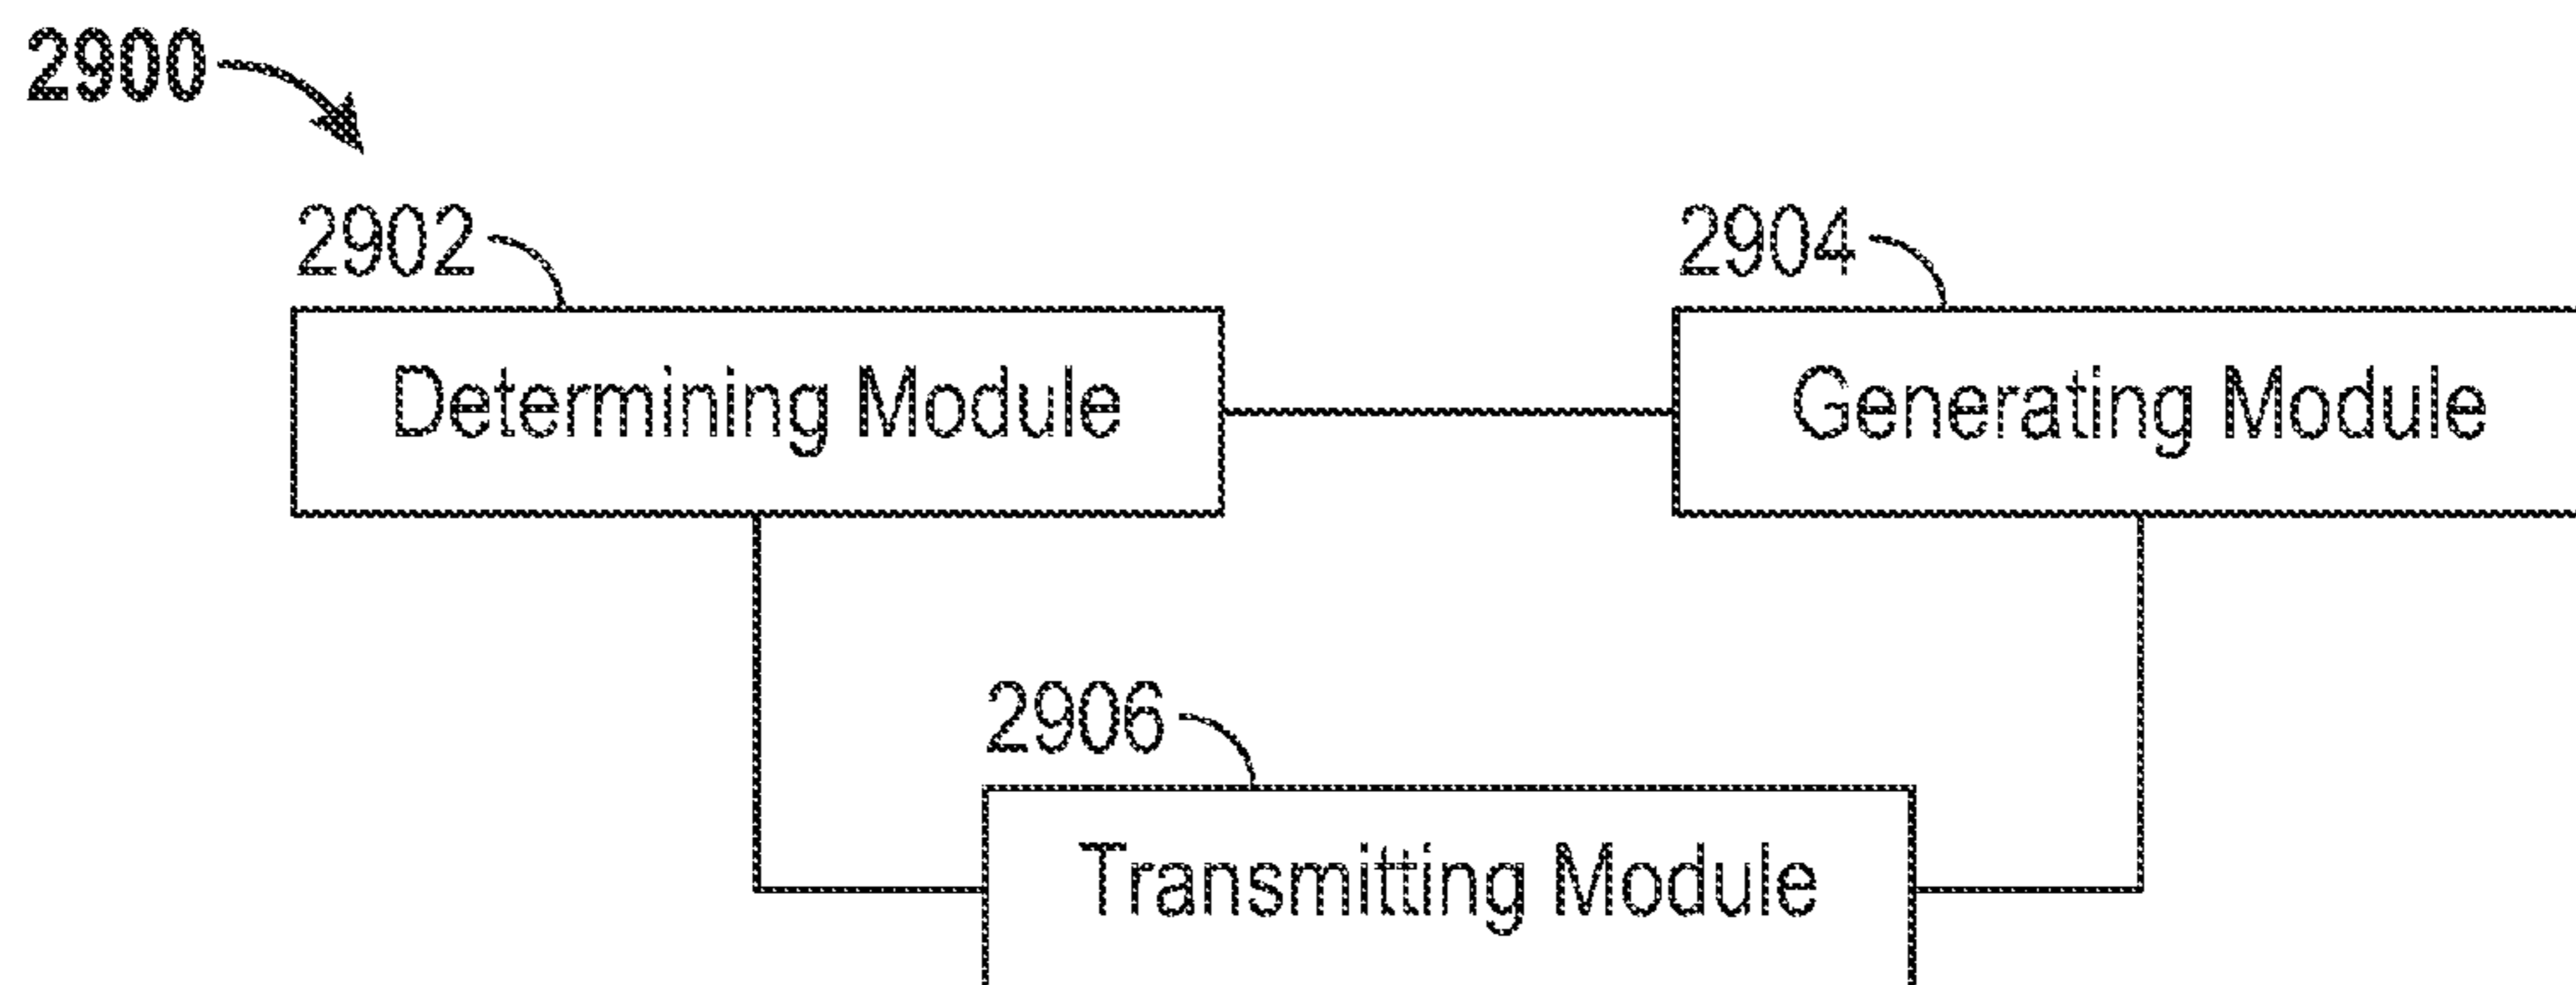 2900
2902
2904
Determining Module
Generating Module
2906
Transmitting Module